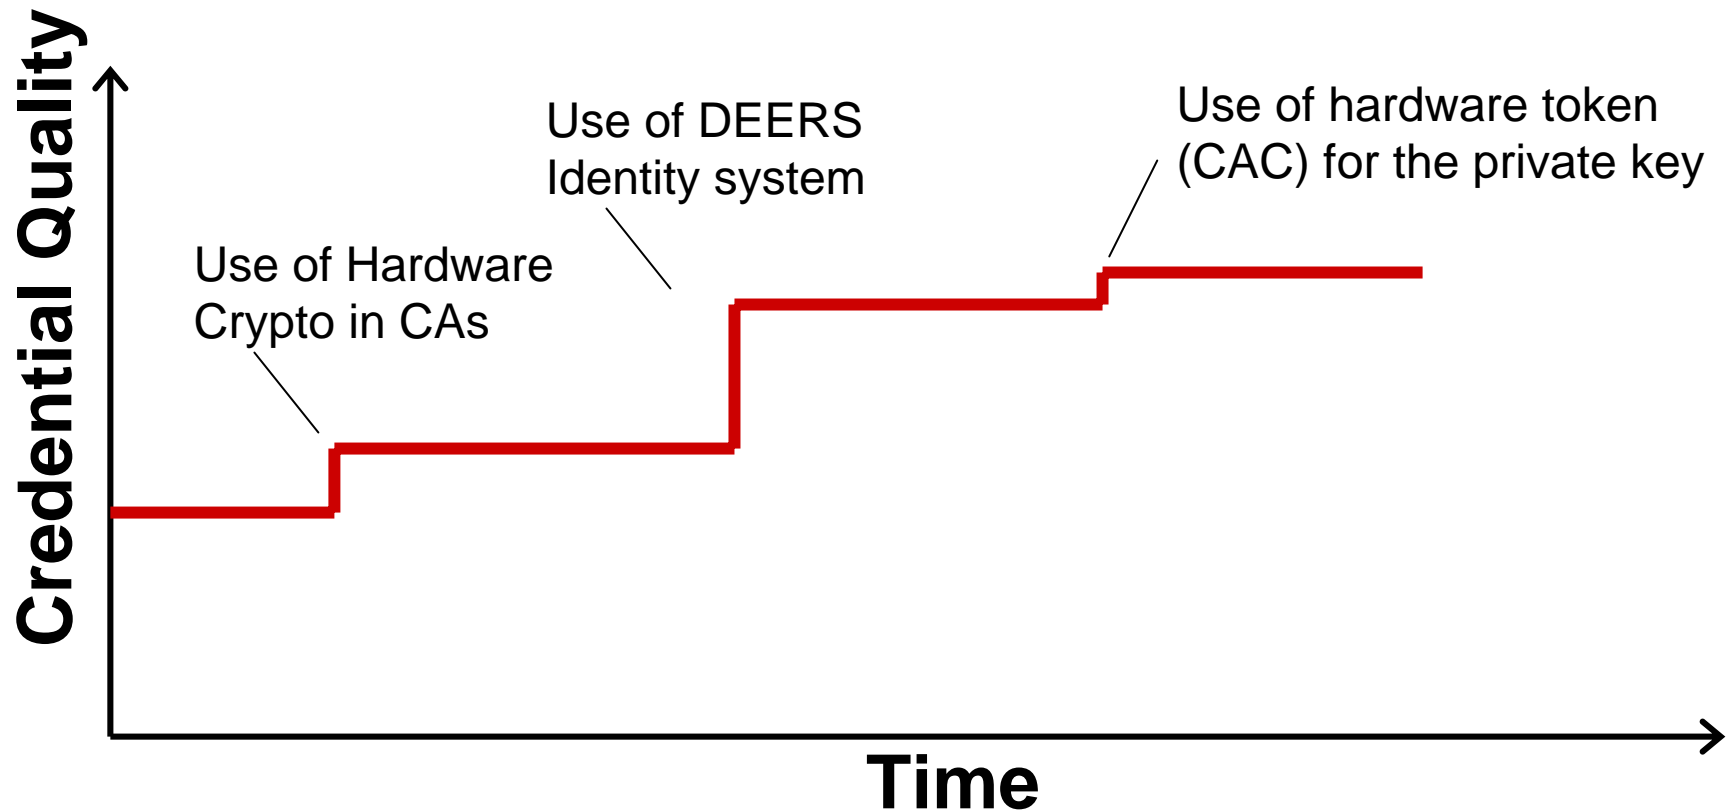 Credential Quality
Use of Hardware
Crypto in CAs
Use of DEERS
Identity system
Use of hardware token
(CAC) for the private key
Time